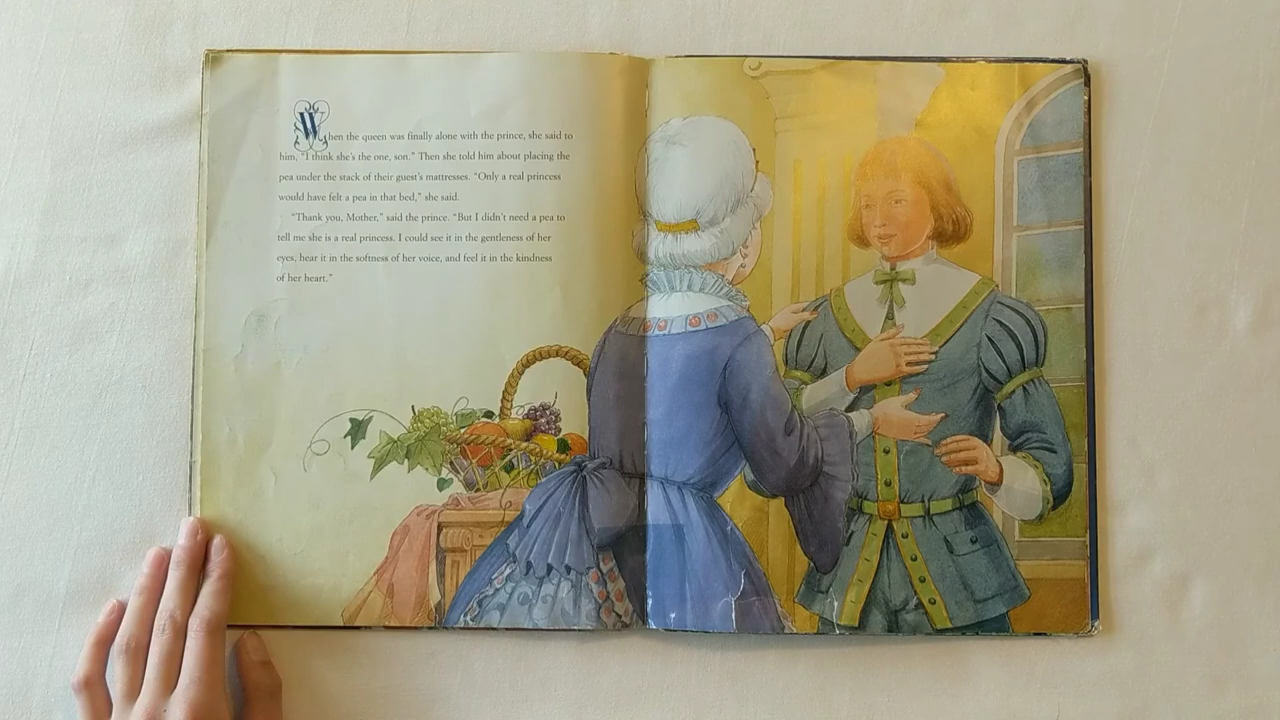 When the queen was finally alone with the prince, she said to
him, “I think she’s the one, son.” Then she told him about placing the
pea under the stack of their guest’s mattresses. “Only a real princess
would have felt a pea in that bed,” she said.
“Thank you, Mother,” said the prince. “But I didn’t need a pea to
tell me she is a real princess. I could see it in the gentleness of her
eyes, hear it in the softness of her voice, and feel it in the kindness
of her heart.”